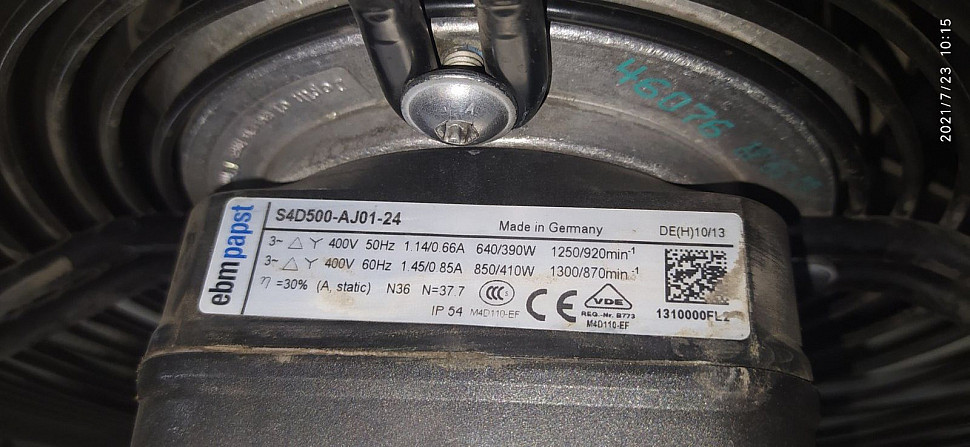 2021/7/23 10:15
46076
ebmpapst
S4D500-AJ01-24
Made in Germany
DE(H)10/13
3~ △ Y 400V 50Hz 1.14/0.66A 640/390W 1250/920min⁻¹
3~ △ Y 400V 60Hz 1.45/0.85A 850/410W 1300/870min⁻¹
η =30% (A, static) N36 N=37.7
CCC
CE
VDE
REG.-Nr. B773
M4D110-EF
IP 54 M4D110-EF
1310000FL2